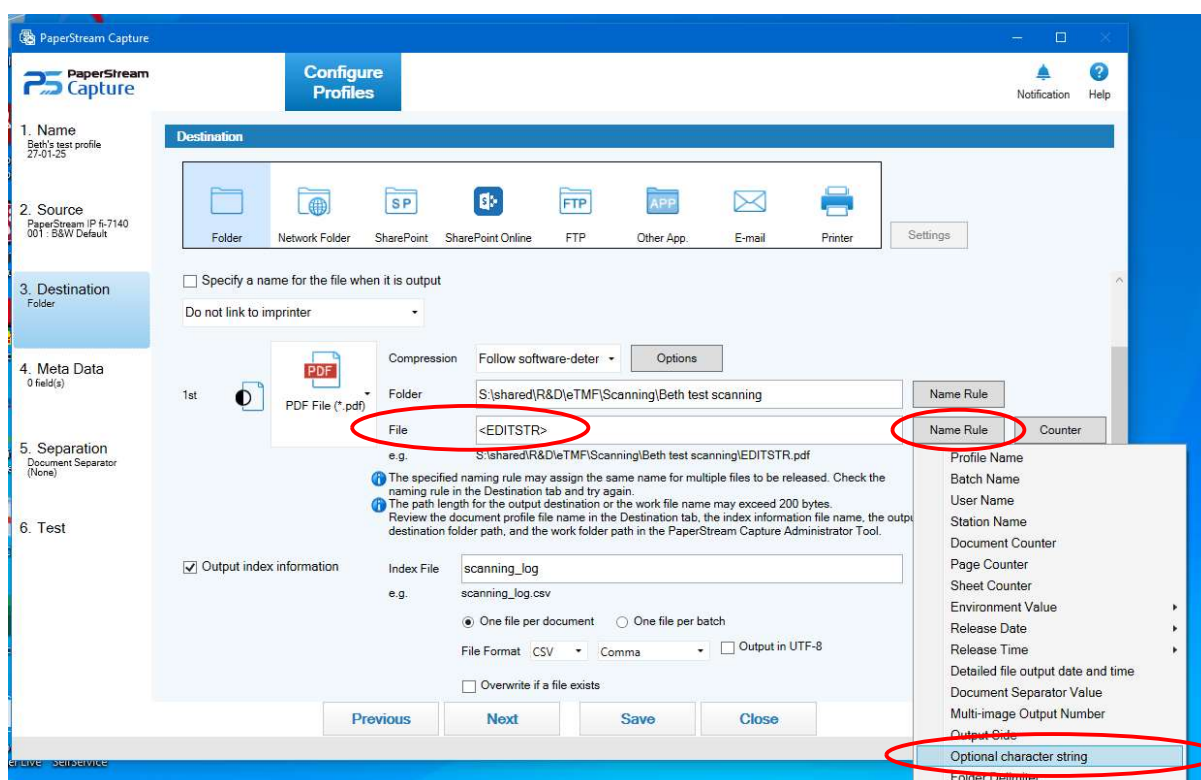 PaperStream Capture
PaperStream
Capture
Configure
Profiles
Notification
Help
1. Name
Beth's test profile
27-01-25
2. Source
PaperStream IP fi-7140
001 : B&W Default
3. Destination
Folder
4. Meta Data
0 field(s)
5. Separation
Document Separator
(None)
6. Test
Destination
Folder
Network Folder
SP
SharePoint
SharePoint Online
FTP
FTP
APP
Other App.
E-mail
Printer
Settings
Specify a name for the file when it is output
Do not link to imprinter
1st
PDF
PDF File (*.pdf)
Compression
Follow software-deter
Options
Folder
S:\shared\R&D\eTMF\Scanning\Beth test scanning
Name Rule
File
<EDITSTR>
Name Rule
Counter
e.g.
S:\shared\R&D\eTMF\Scanning\Beth test scanning\EDITSTR.pdf
The specified naming rule may assign the same name for multiple files to be released. Check the
naming rule in the Destination tab and try again.
The path length for the output destination or the work file name may exceed 200 bytes.
Review the document profile file name in the Destination tab, the index information file name, the outpu
destination folder path, and the work folder path in the PaperStream Capture Administrator Tool.
Output index information
Index File
scanning_log
e.g.
scanning_log.csv
One file per document
One file per batch
File Format
CSV
Comma
Output in UTF-8
Overwrite if a file exists
Previous
Next
Save
Close
Profile Name
Batch Name
User Name
Station Name
Document Counter
Page Counter
Sheet Counter
Environment Value
Release Date
Release Time
Detailed file output date and time
Document Separator Value
Multi-image Output Number
Output Side
Optional character string
Folder Delimiter
SelfService